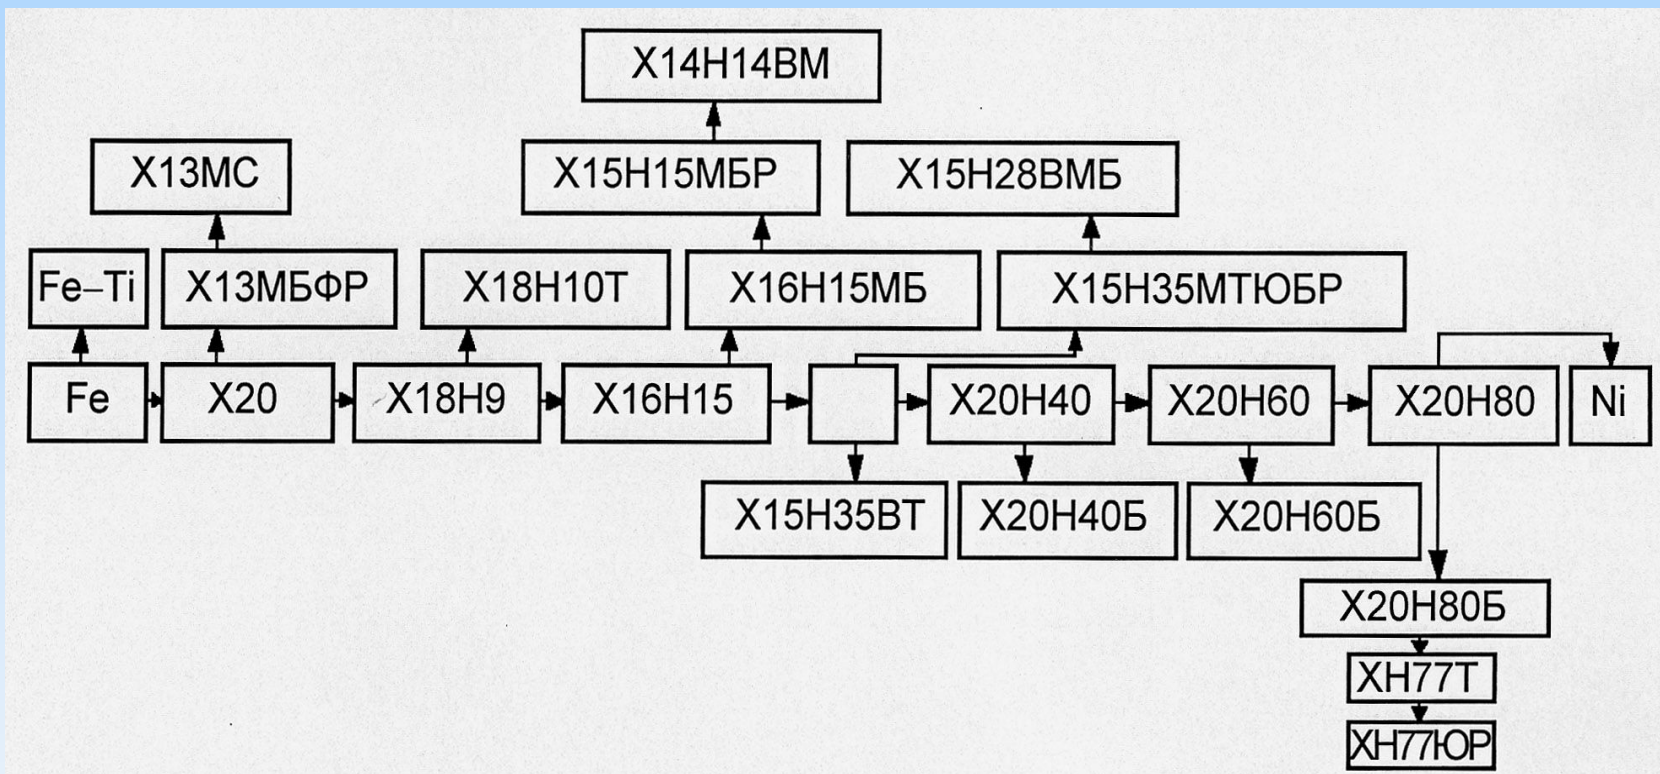 Х14Н14ВМ
Х13МС
Х15Н15МБР
Х15Н28ВМБ
Fe–Ti
Х13МБФР
Х18Н10Т
Х16Н15МБ
Х15Н35МТЮБР
Fe
Х20
Х18Н9
Х16Н15
Х20Н40
Х20Н60
Х20Н80
Ni
Х15Н35ВТ
Х20Н40Б
Х20Н60Б
Х20Н80Б
ХН77Т
ХН77ЮР